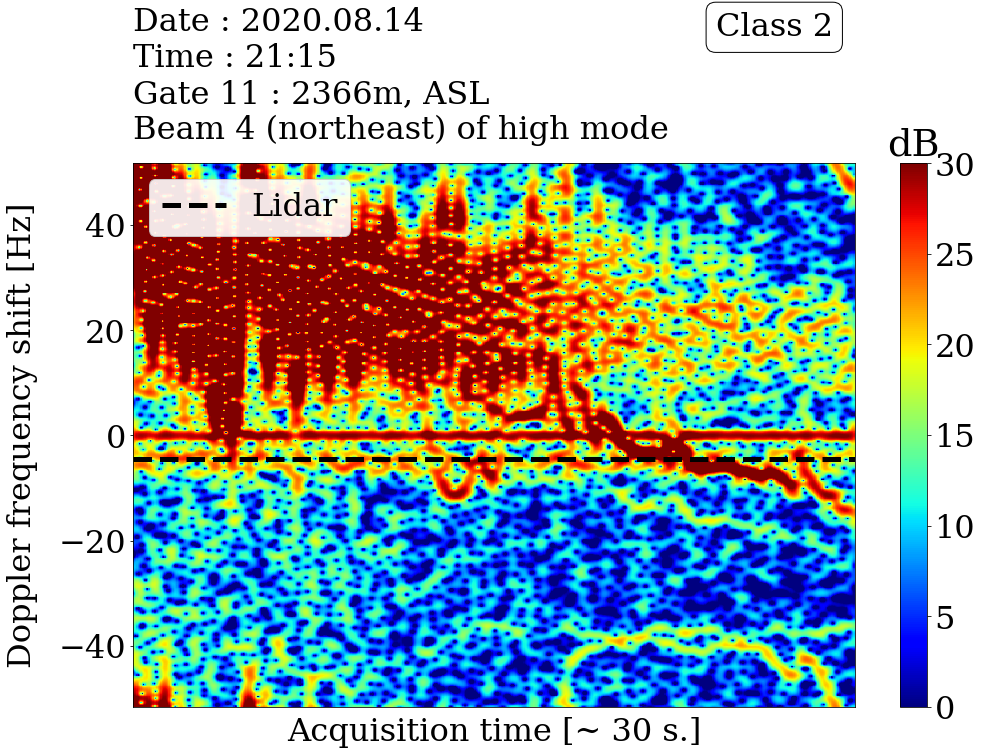 Date : 2020.08.14
Time : 21:15
Gate 11 : 2366m, ASL
Beam 4 (northeast) of high mode
Class 2
dB
Lidar
Doppler frequency shift [Hz]
40
20
0
−20
−40
30
25
20
15
10
5
0
Acquisition time [~ 30 s.]